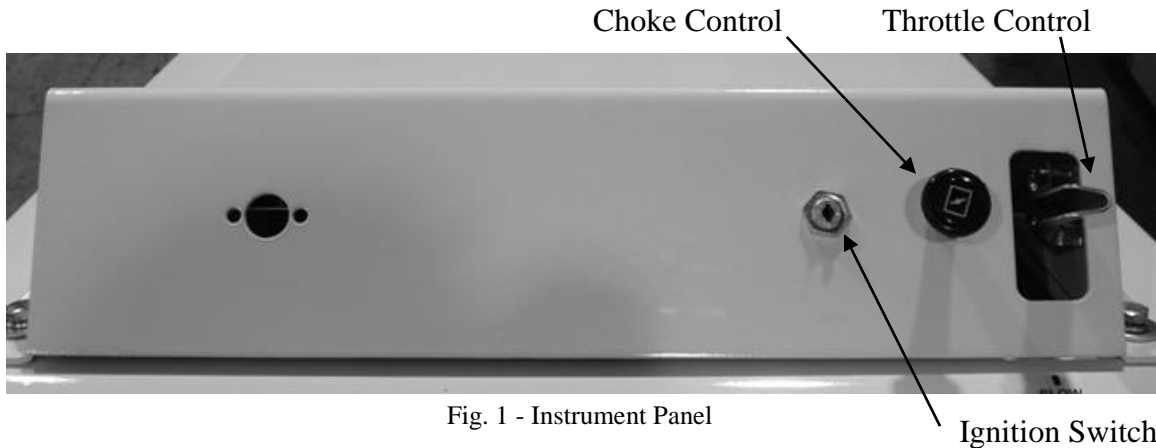 Choke Control
Throttle Control
Fig. 1 - Instrument Panel
Ignition Switch